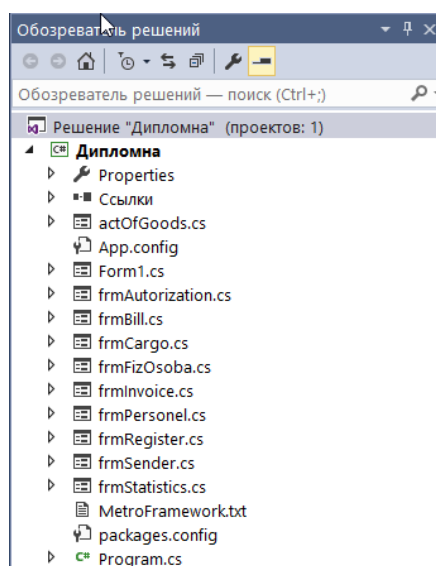 Обозреватель решений
Обозреватель решений — поиск (Ctrl+;)
Решение "Дипломна" (проектов: 1)
C# Дипломна
Properties
Ссылки
actOfGoods.cs
App.config
Form1.cs
frmAutorization.cs
frmBill.cs
frmCargo.cs
frmFizOsoba.cs
frmInvoice.cs
frmPersonel.cs
frmRegister.cs
frmSender.cs
frmStatistics.cs
MetroFramework.txt
packages.config
C# Program.cs